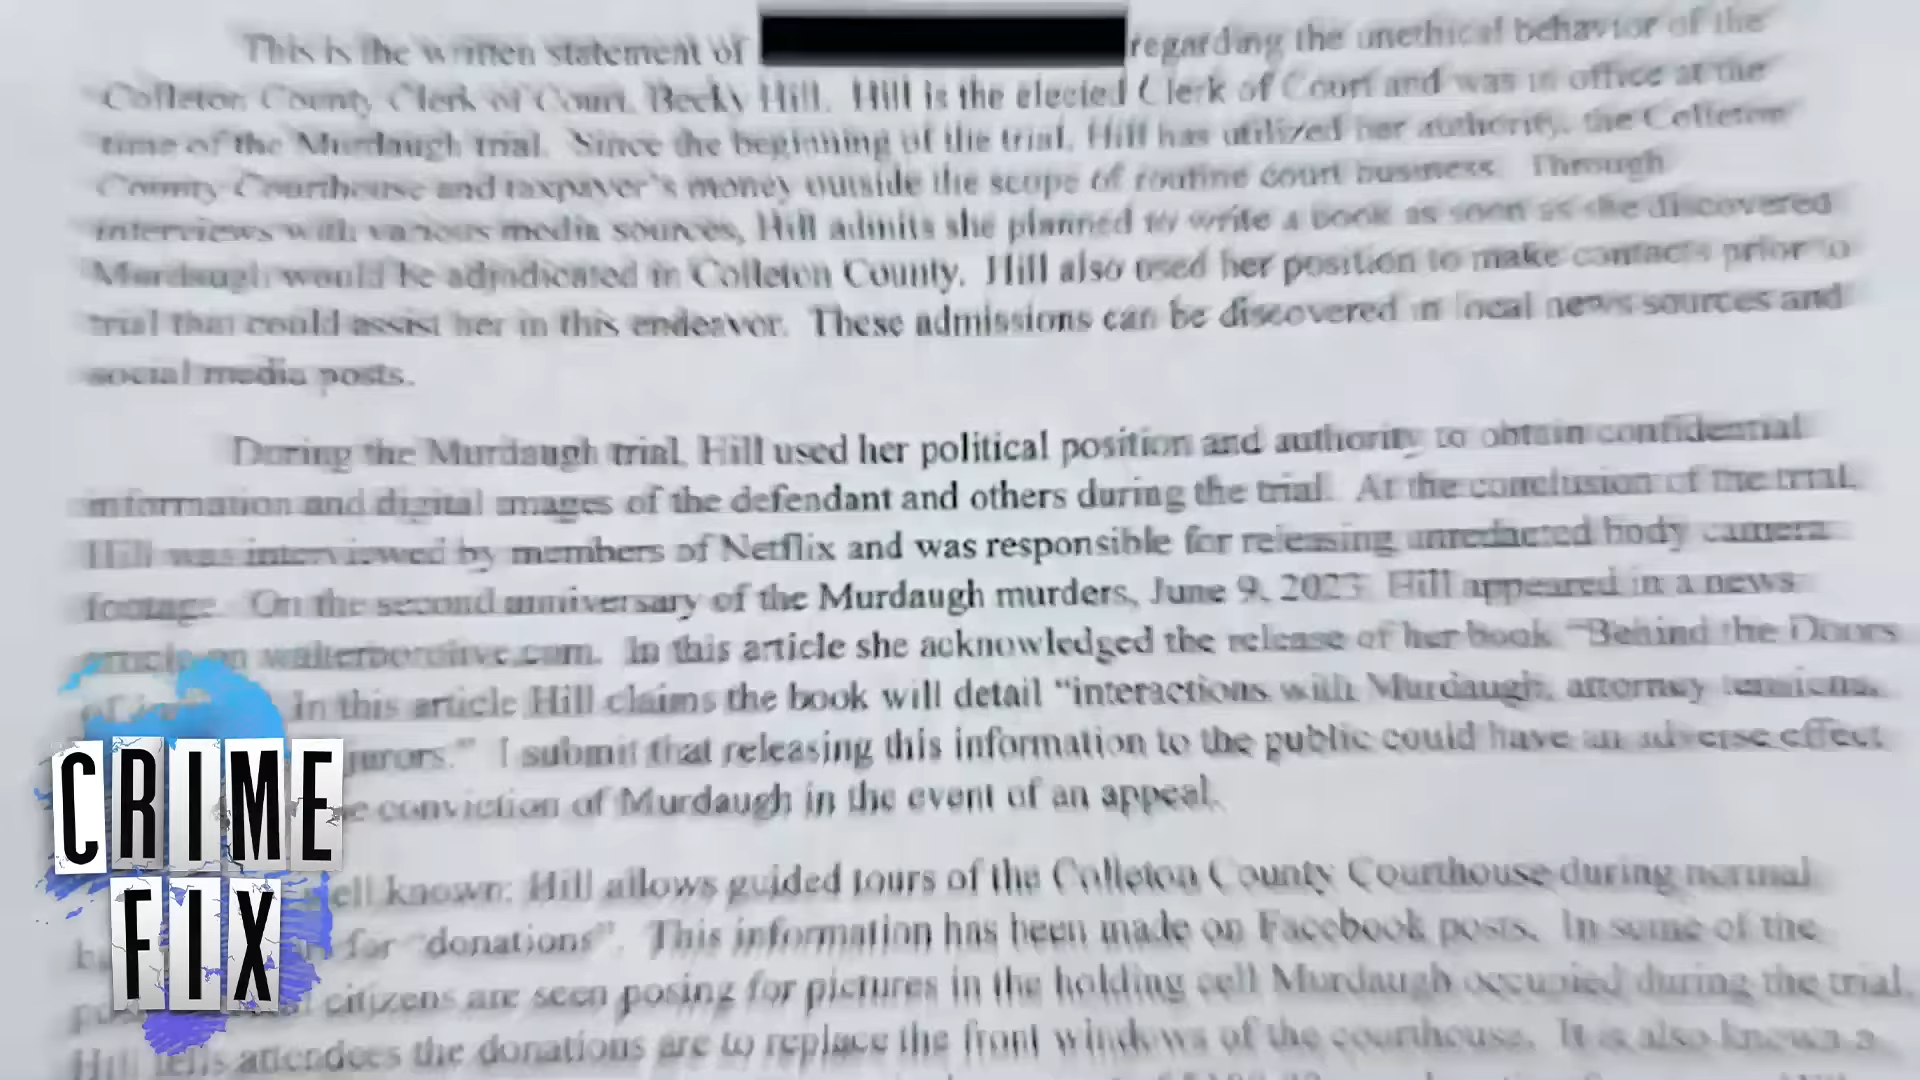 This is the written statement of regarding the unethical behavior of the
Colleton County Clerk of Court, Becky Hill. Hill is the elected Clerk of Court and was in office at the
time of the Murdaugh trial. Since the beginning of the trial, Hill has utilized her authority, the Colleton
County Courthouse and taxpayer's money outside the scope of routine court business. Through
interviews with various media sources, Hill admits she planned to write a book as soon as she discovered
Murdaugh would be adjudicated in Colleton County. Hill also used her position to make contacts prior to
trial that could assist her in this endeavor. These admissions can be discovered in local news sources and
social media posts.
During the Murdaugh trial, Hill used her political position and authority to obtain confidential
information and digital images of the defendant and others during the trial. At the conclusion of the trial,
Hill was interviewed by members of Netflix and was responsible for releasing unredacted body camera
footage. On the second anniversary of the Murdaugh murders, June 9, 2023 Hill appeared in a news
article on walterborolive.com. In this article she acknowledged the release of her book "Behind the Doors
of In this article Hill claims the book will detail "interactions with Murdaugh, attorney tensions,
jurors." I submit that releasing this information to the public could have an adverse effect
conviction of Murdaugh in the event of an appeal.
known; Hill allows guided tours of the Colleton County Courthouse during normal
for "donations". This information has been made on Facebook posts. In some of the
citizens are seen posing for pictures in the holding cell Murdaugh occupied during the trial.
Hill tells attendees the donations are to replace the front windows of the courthouse. It is also known a
CRIME
FIX